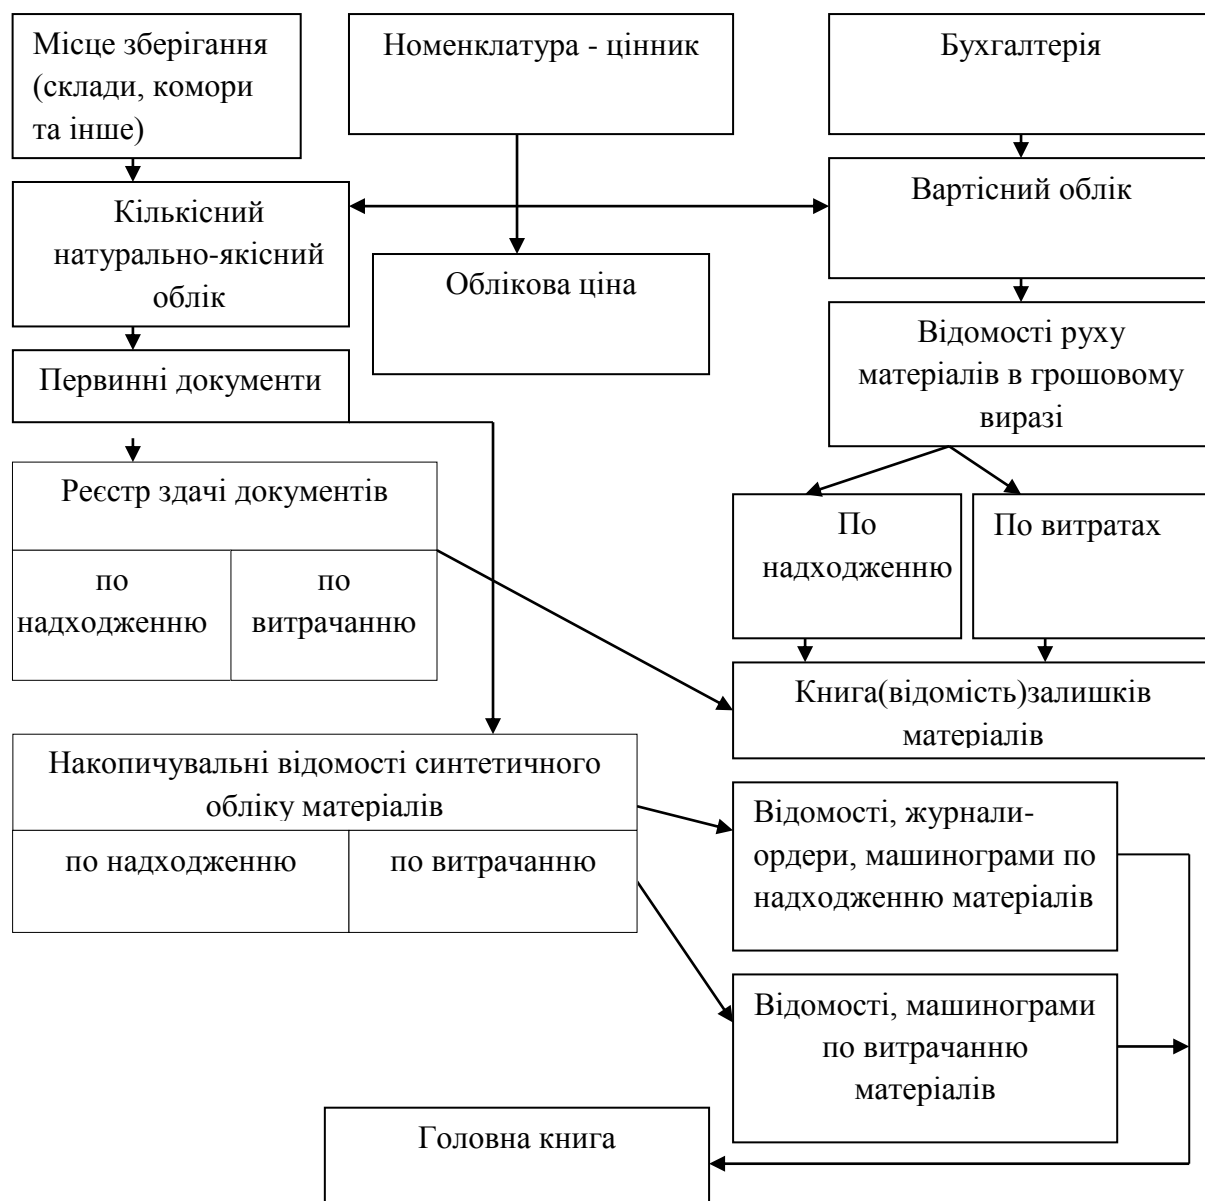 Місце зберігання
(склади, комори
та інше)
Номенклатура - цінник
Бухгалтерія
Кількісний
натурально-якісний
облік
Вартісний облік
Облікова ціна
Первинні документи
Відомості руху
матеріалів в грошовому
виразі
Реєстр здачі документів
по
надходженню
по
витрачанню
По
надходженню
По витратах
Книга(відомість)залишків
матеріалів
Накопичувальні відомості синтетичного
обліку матеріалів
по надходженню
по витрачанню
Відомості, журнали-
ордери, машинограми по
надходженню матеріалів
Відомості, машинограми
по витрачанню
матеріалів
Головна книга